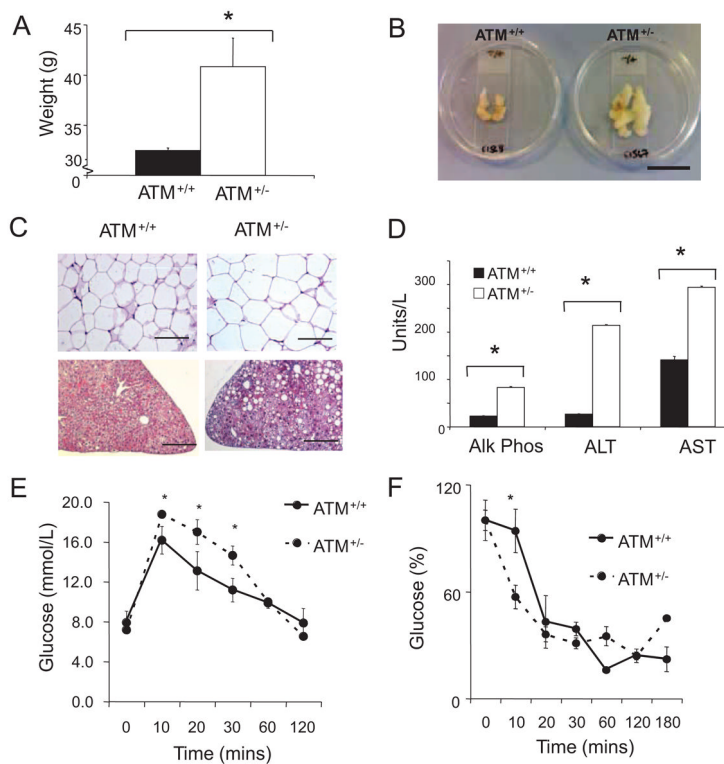 A
Weight (g)
45
40
35
30
0
*
ATM+/+
ATM+/-
B
ATM+/+
ATM+/-
C
ATM+/+
ATM+/-
D
Units/L
300
200
100
0
ATM+/+
ATM+/-
*
*
*
Alk Phos
ALT
AST
E
Glucose (mmol/L)
20.0
16.0
12.0
8.0
4.0
0.0
* * *
ATM+/+
ATM+/-
0 10 20 30 60 120
Time (mins)
F
Glucose (%)
120
60
0
*
ATM+/+
ATM+/-
0 10 20 30 60 120 180
Time (mins)